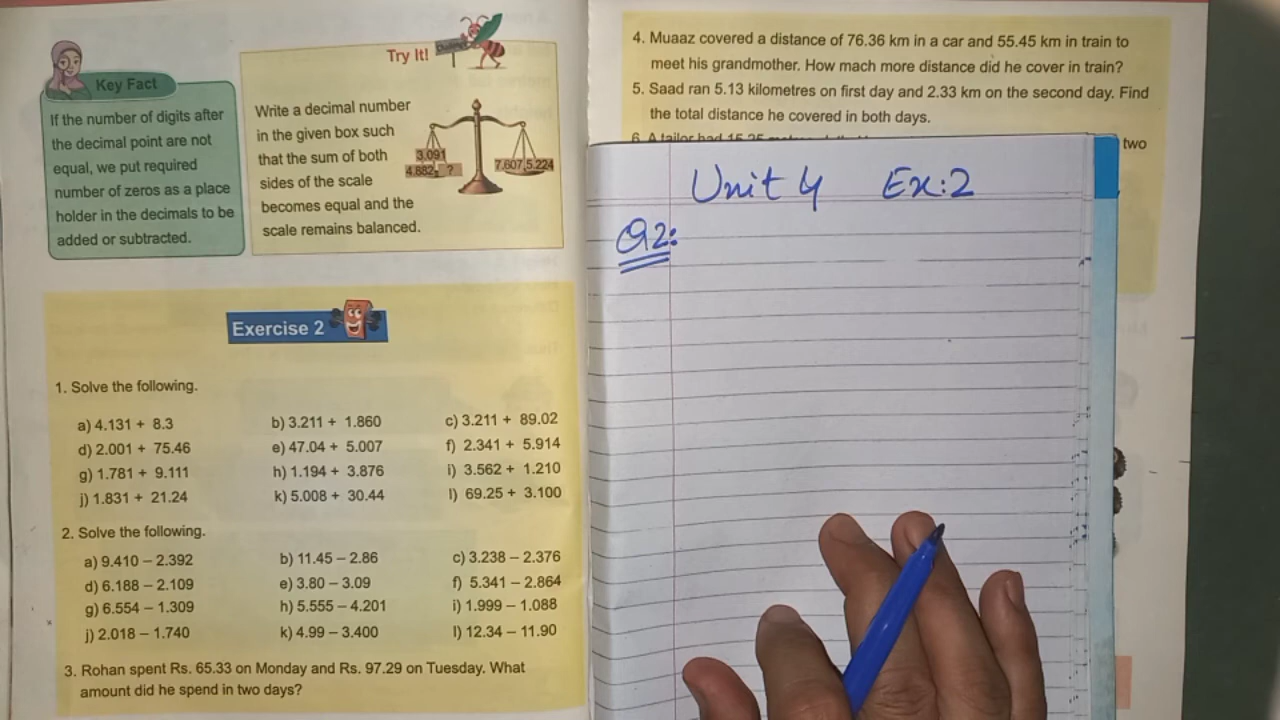 Key Fact
If the number of digits after
the decimal point are not
equal, we put required
number of zeros as a place
holder in the decimals to be
added or subtracted.
Try It!
Write a decimal number
in the given box such
that the sum of both
sides of the scale
becomes equal and the
scale remains balanced.
3.091
4.882, ?
7.607,5.224
Exercise 2
1. Solve the following.
a) 4.131 + 8.3 b) 3.211 + 1.860 c) 3.211 + 89.02
d) 2.001 + 75.46 e) 47.04 + 5.007 f) 2.341 + 5.914
g) 1.781 + 9.111 h) 1.194 + 3.876 i) 3.562 + 1.210
j) 1.831 + 21.24 k) 5.008 + 30.44 l) 69.25 + 3.100
2. Solve the following.
a) 9.410 – 2.392 b) 11.45 – 2.86 c) 3.238 – 2.376
d) 6.188 – 2.109 e) 3.80 – 3.09 f) 5.341 – 2.864
g) 6.554 – 1.309 h) 5.555 – 4.201 i) 1.999 – 1.088
j) 2.018 – 1.740 k) 4.99 – 3.400 l) 12.34 – 11.90
3. Rohan spent Rs. 65.33 on Monday and Rs. 97.29 on Tuesday. What
amount did he spend in two days?
4. Muaaz covered a distance of 76.36 km in a car and 55.45 km in train to
meet his grandmother. How mach more distance did he cover in train?
5. Saad ran 5.13 kilometres on first day and 2.33 km on the second day. Find
the total distance he covered in both days.
6. A tailor had 15.25 two
Unit 4 Ex:2
Q2: